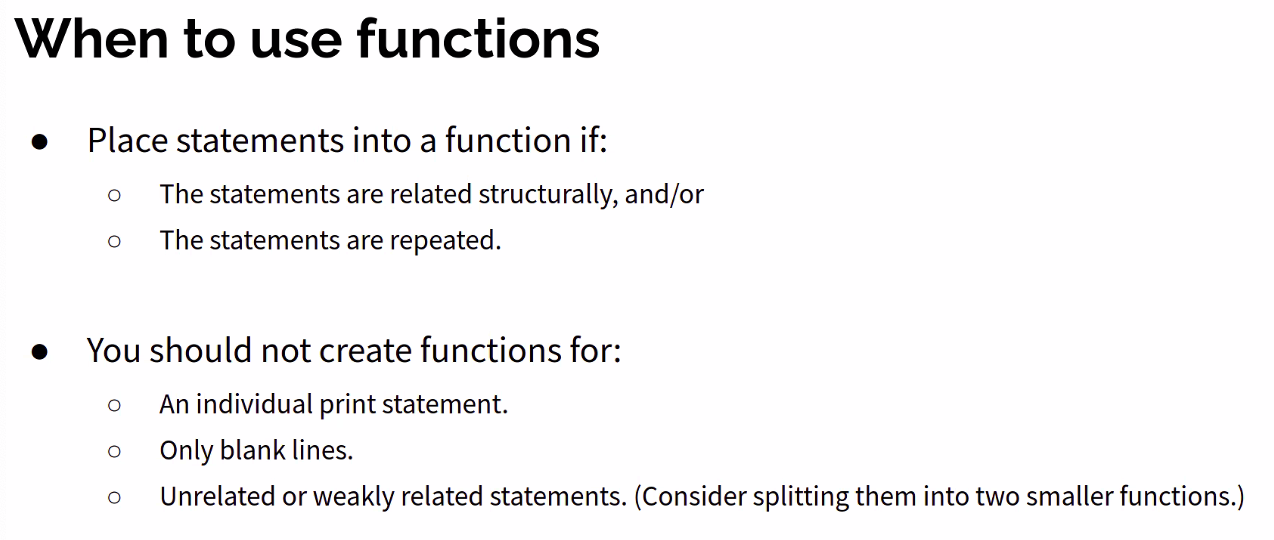 When to use functions
● Place statements into a function if:
○ The statements are related structurally, and/or
○ The statements are repeated.
● You should not create functions for:
○ An individual print statement.
○ Only blank lines.
○ Unrelated or weakly related statements. (Consider splitting them into two smaller functions.)